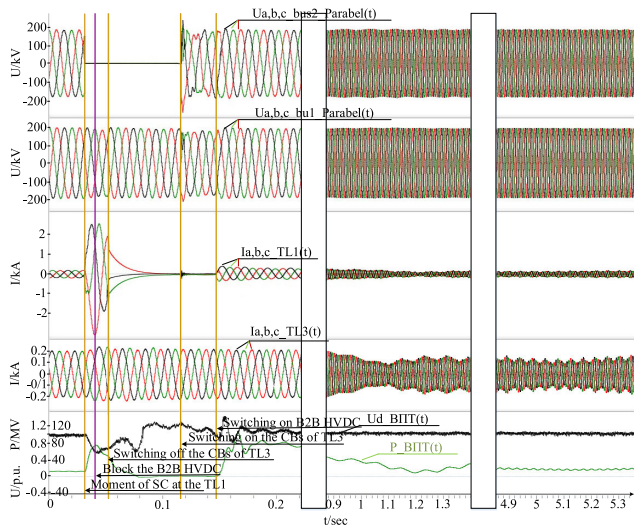 Ua,b,c_bus2_Parabel(t)
200
100
0
-100
-200
U/kV
Ua,b,c_bu1_Parabel(t)
200
100
0
-100
-200
U/kV
Ia,b,c_TL1(t)
2
1
0
-1
-2
I/kA
Ia,b,c_TL3(t)
0.2
0.1
0
-0.1
-0.2
I/kA
Switching on B2B HVDC
Ud_BIIT(t)
Switching on the CBs of TL3
P_BIIT(t)
Switching off the CBs of TL3
Block the B2B HVDC
Moment of SC at the TL1
1.2 120
0.8 80
0.4 40
0 0
-0.4 -40
U/p.u. P/MV
0 0.1 0.2 0.9 1 1.1 1.2 1.3 4.9 5 5.1 5.2 5.3
t/sec